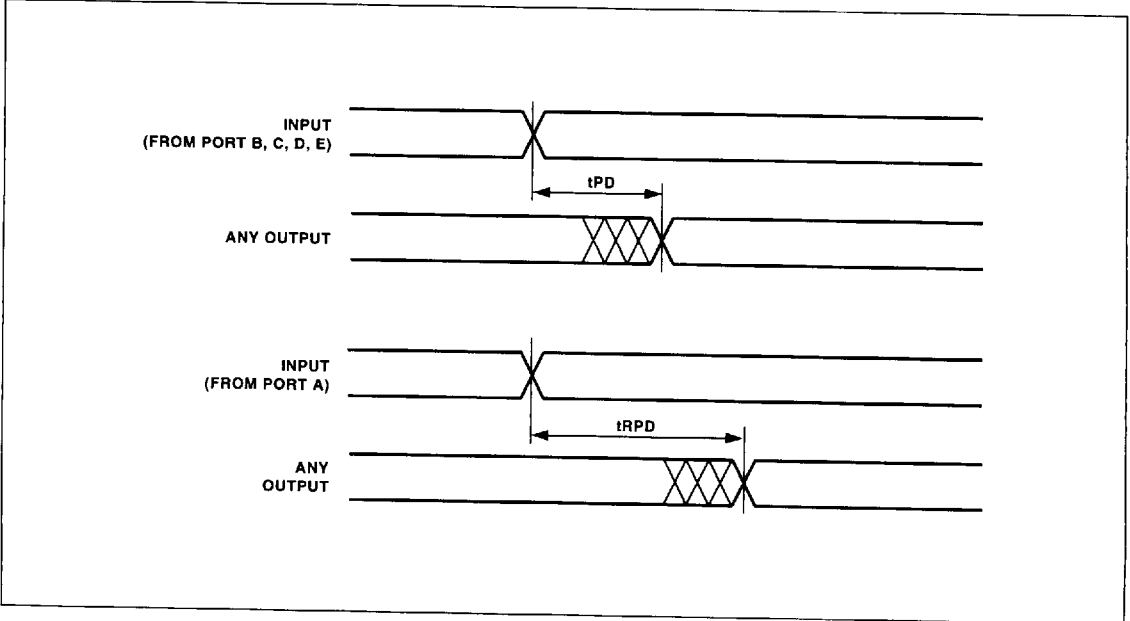 INPUT
(FROM PORT B, C, D, E)
tPD
ANY OUTPUT
INPUT
(FROM PORT A)
tRPD
ANY
OUTPUT